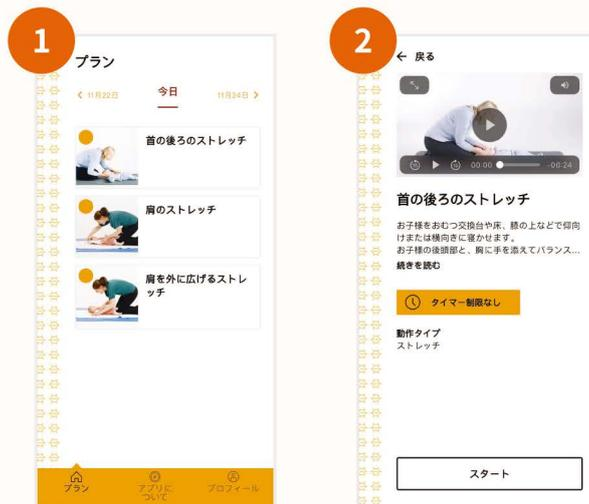 1
プラン
11月22日
今日
11月24日
首の後ろのストレッチ
肩のストレッチ
肩を外に広げるストレ
ッチ
プラン
アプリに
ついて
プロフィール
2
戻る
00:00
-00:24
首の後ろのストレッチ
お子様をおむつ交換台や床、膝の上などで仰向
けまたは横向きに寝かせます。
お子様の後頭部と、胸に手を添えてバランス...
続きを読む
タイマー制限なし
動作タイプ
ストレッチ
スタート